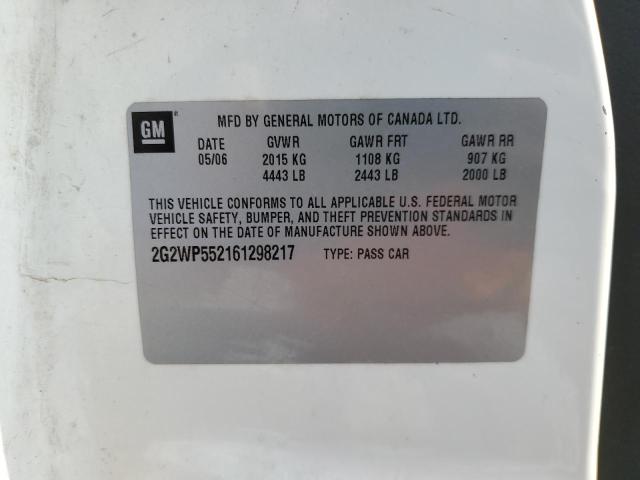 GM® MFD BY GENERAL MOTORS OF CANADA LTD.
DATE GVWR GAWR FRT GAWR RR
05/06 2015 KG 1108 KG 907 KG
4443 LB 2443 LB 2000 LB
THIS VEHICLE CONFORMS TO ALL APPLICABLE U.S. FEDERAL MOTOR
VEHICLE SAFETY, BUMPER, AND THEFT PREVENTION STANDARDS IN
EFFECT ON THE DATE OF MANUFACTURE SHOWN ABOVE.
2G2WP552161298217 TYPE: PASS CAR